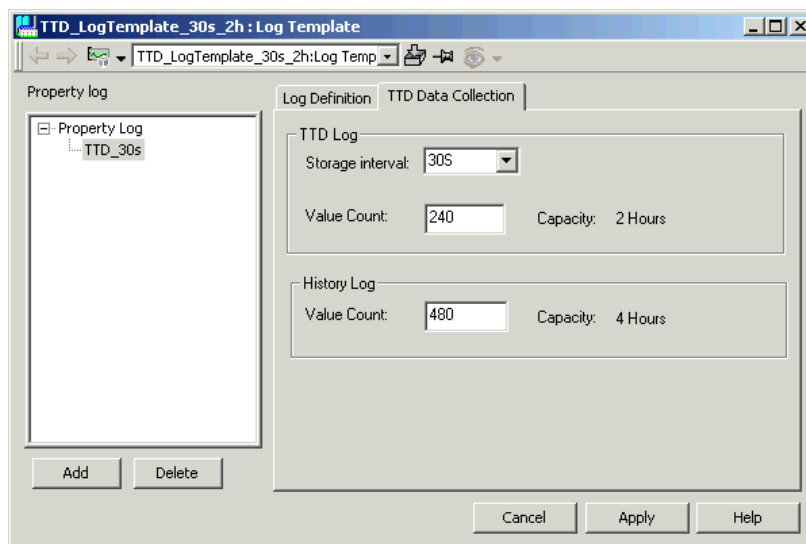 TTD_LogTemplate_30s_2h : Log Template
TTD_LogTemplate_30s_2h:Log Temp
Property log
Log Definition
TTD Data Collection
Property Log
TTD_30s
TTD Log
Storage interval: 30S
Value Count: 240 Capacity: 2 Hours
History Log
Value Count: 480 Capacity: 4 Hours
Add Delete
Cancel Apply Help